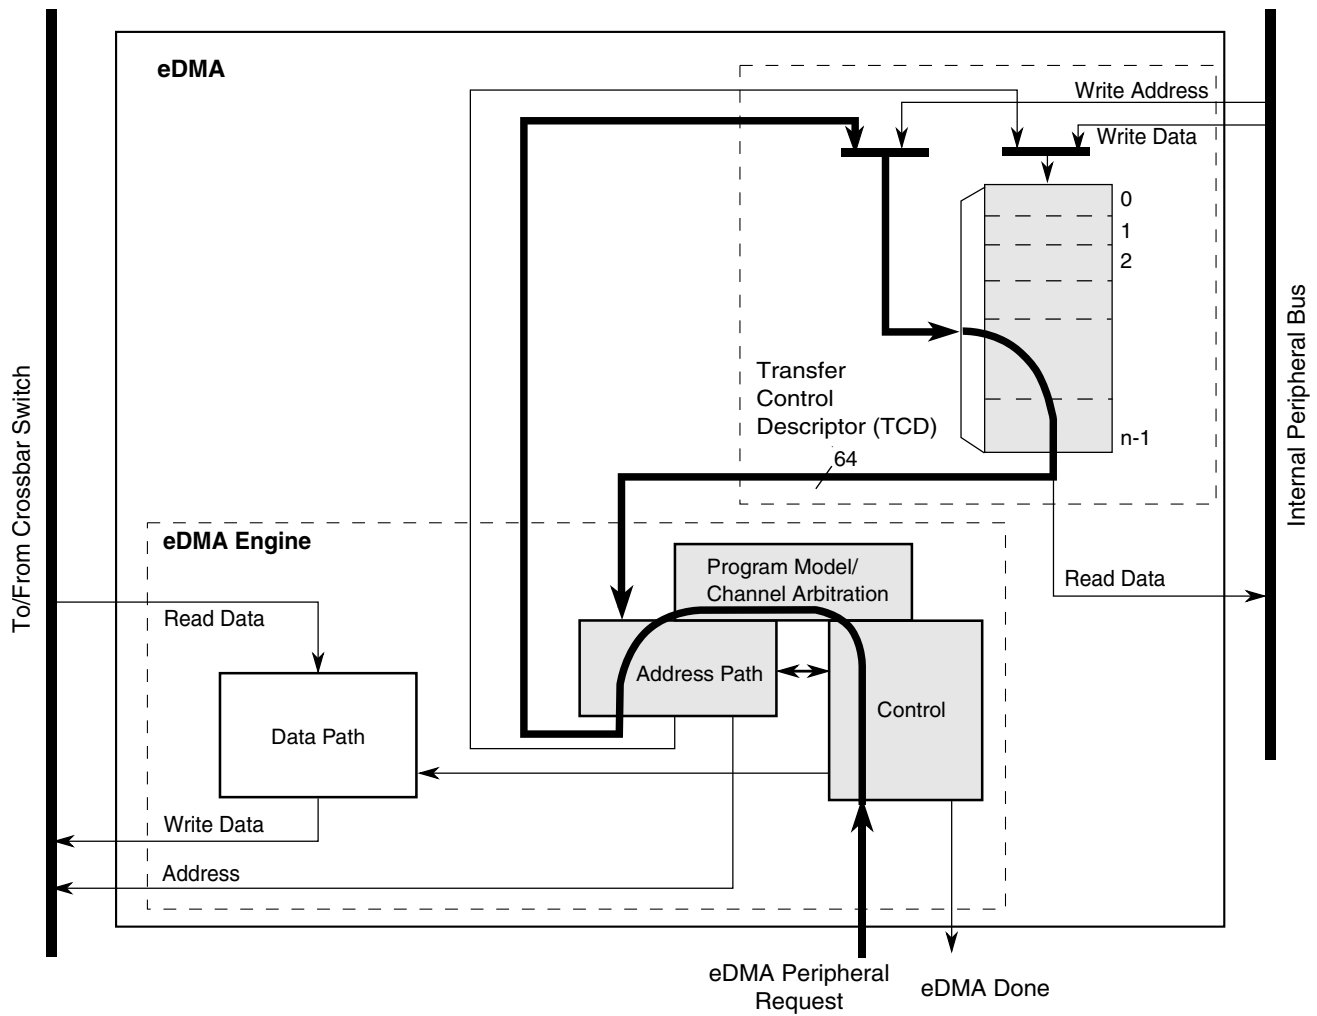 eDMA
Write Address
Write Data
0
1
2
n-1
Transfer
Control
Descriptor (TCD)
64
To/From Crossbar Switch
Internal Peripheral Bus
eDMA Engine
Program Model/
Channel Arbitration
Read Data
Read Data
Address Path
Control
Data Path
Write Data
Address
eDMA Peripheral
Request
eDMA Done